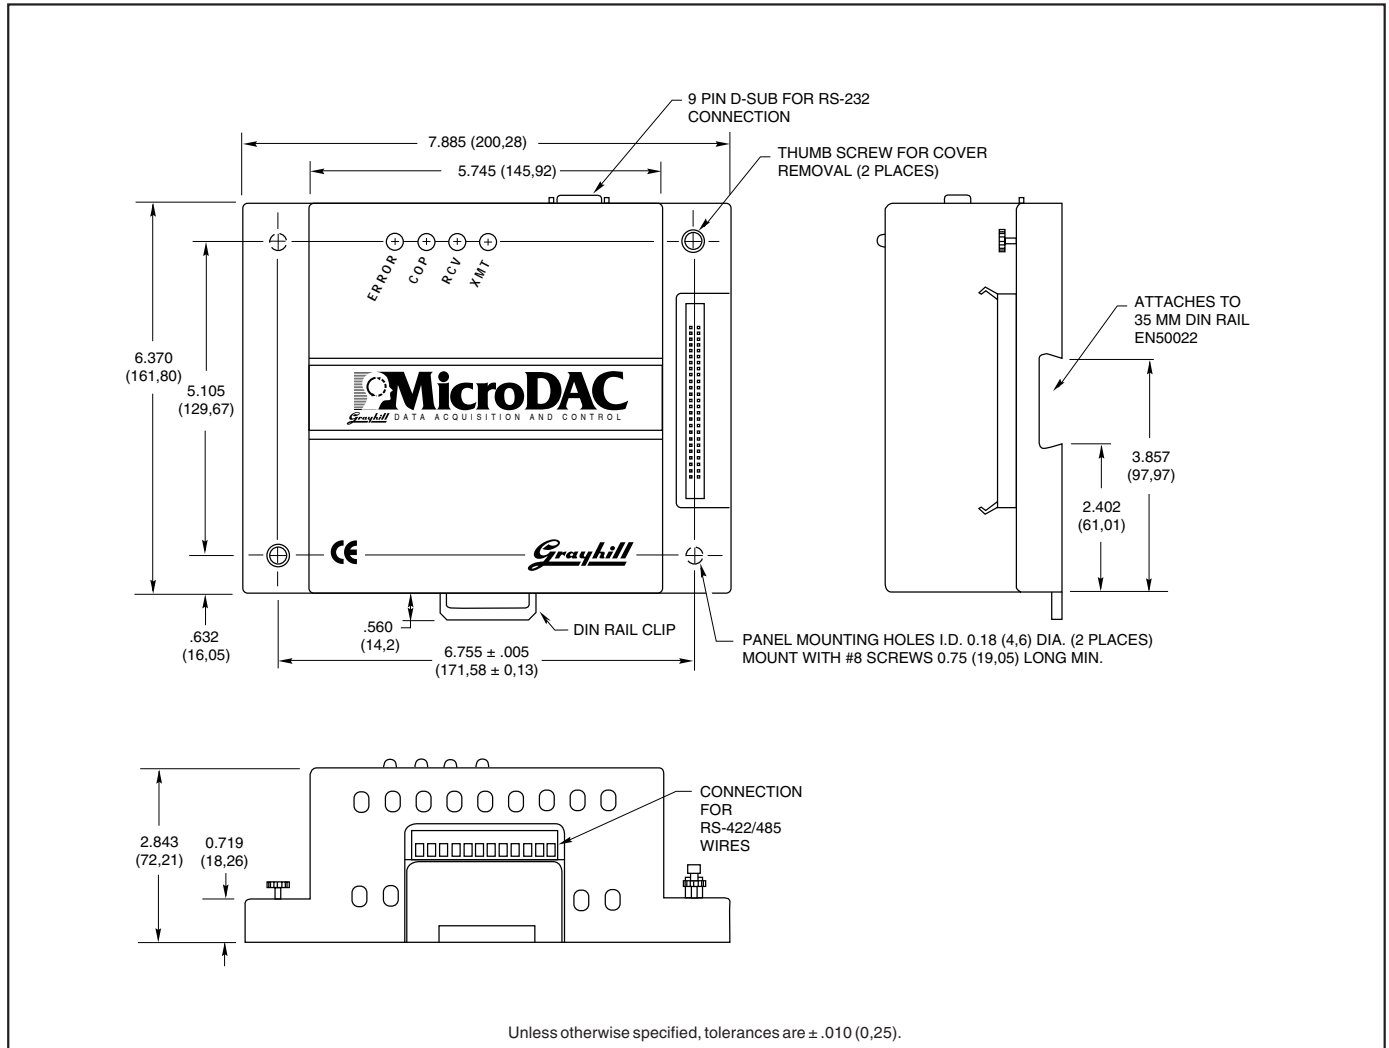 9 PIN D-SUB FOR RS-232
CONNECTION
7.885 (200,28)
THUMB SCREW FOR COVER
REMOVAL (2 PLACES)
5.745 (145,92)
ERROR
COP
RCV
XMT
ATTACHES TO
35 MM DIN RAIL
EN50022
6.370
(161,80)
5.105
(129,67)
MicroDAC
Grayhill DATA ACQUISITION AND CONTROL
3.857
(97,97)
2.402
(61,01)
CE
Grayhill
.632
(16,05)
.560
(14,2)
DIN RAIL CLIP
6.755 ± .005
(171,58 ± 0,13)
PANEL MOUNTING HOLES I.D. 0.18 (4,6) DIA. (2 PLACES)
MOUNT WITH #8 SCREWS 0.75 (19,05) LONG MIN.
CONNECTION
FOR
RS-422/485
WIRES
2.843
(72,21)
0.719
(18,26)
Unless otherwise specified, tolerances are ± .010 (0,25).